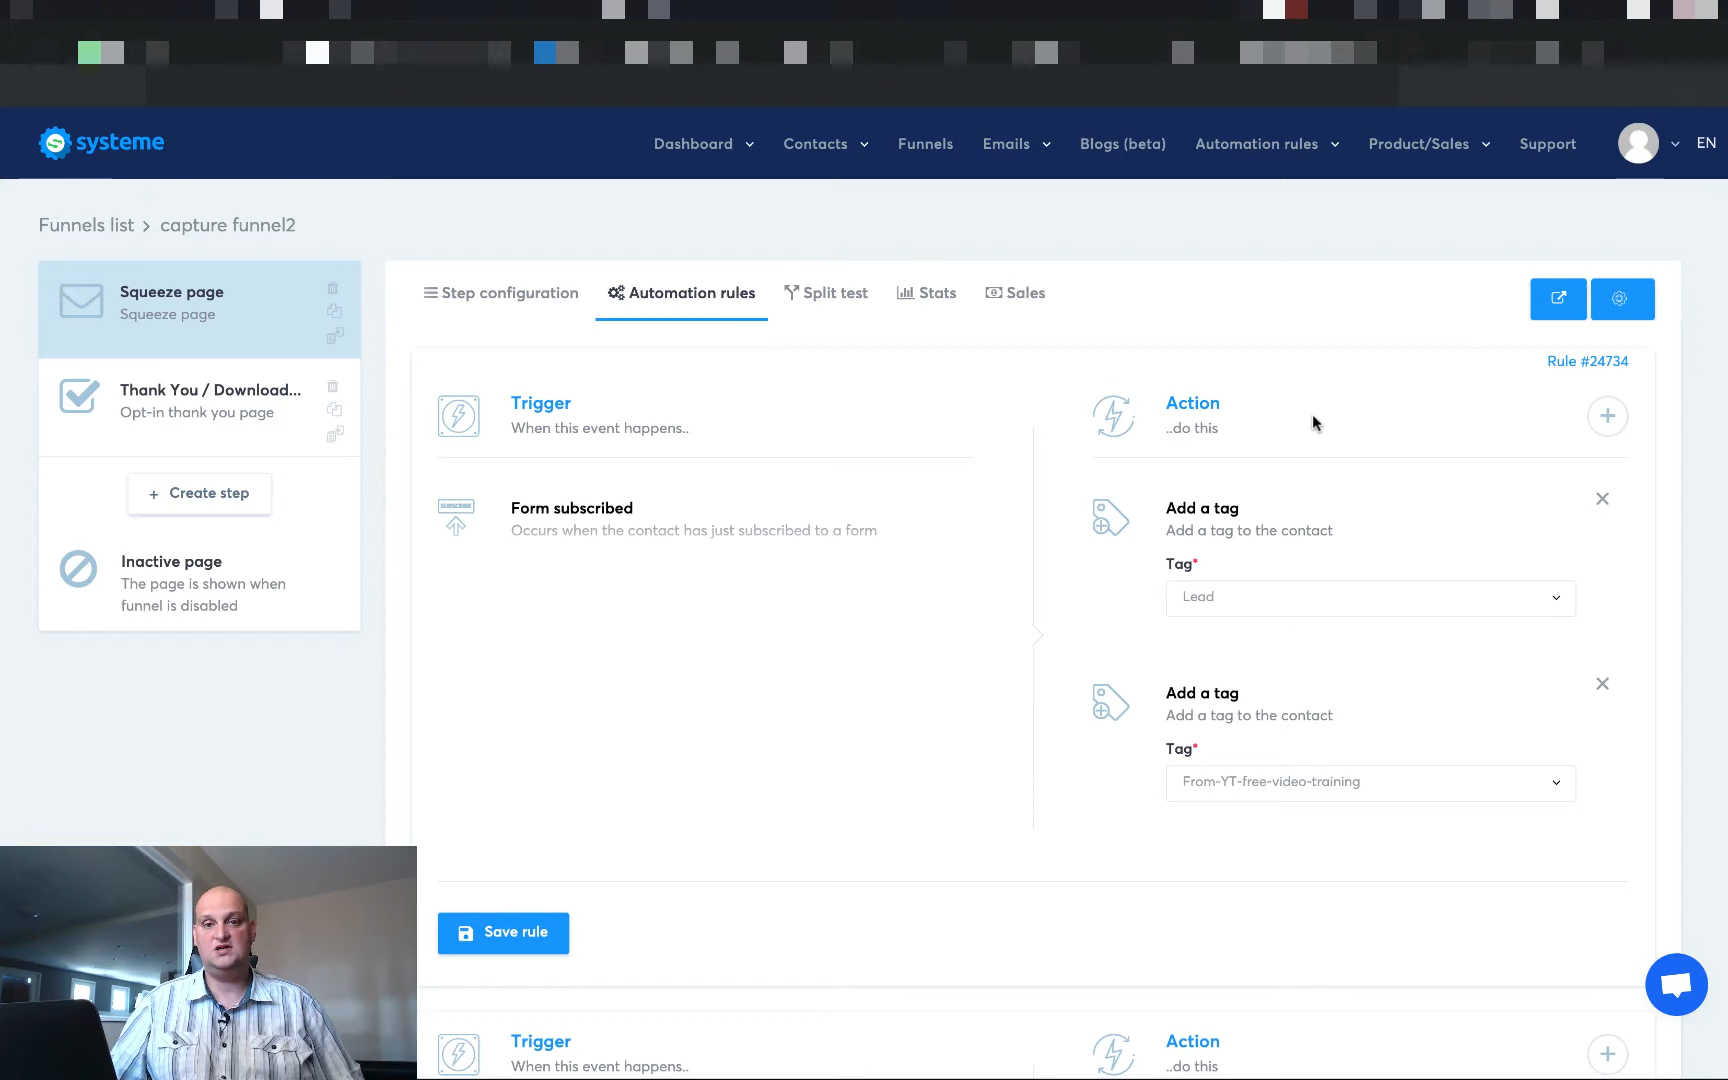 systeme
Dashboard Contacts Funnels Emails Blogs (beta) Automation rules Product/Sales Support EN
Funnels list > capture funnel2
Squeeze page
Squeeze page
Thank You / Download...
Opt-in thank you page
+ Create step
Inactive page
The page is shown when
funnel is disabled
Step configuration Automation rules Split test Stats Sales
Rule #24734
Trigger
When this event happens..
Action
..do this
Form subscribed
Occurs when the contact has just subscribed to a form
Add a tag
Add a tag to the contact
Tag*
Lead
Add a tag
Add a tag to the contact
Tag*
From-YT-free-video-training
Save rule
Trigger
When this event happens..
Action
..do this